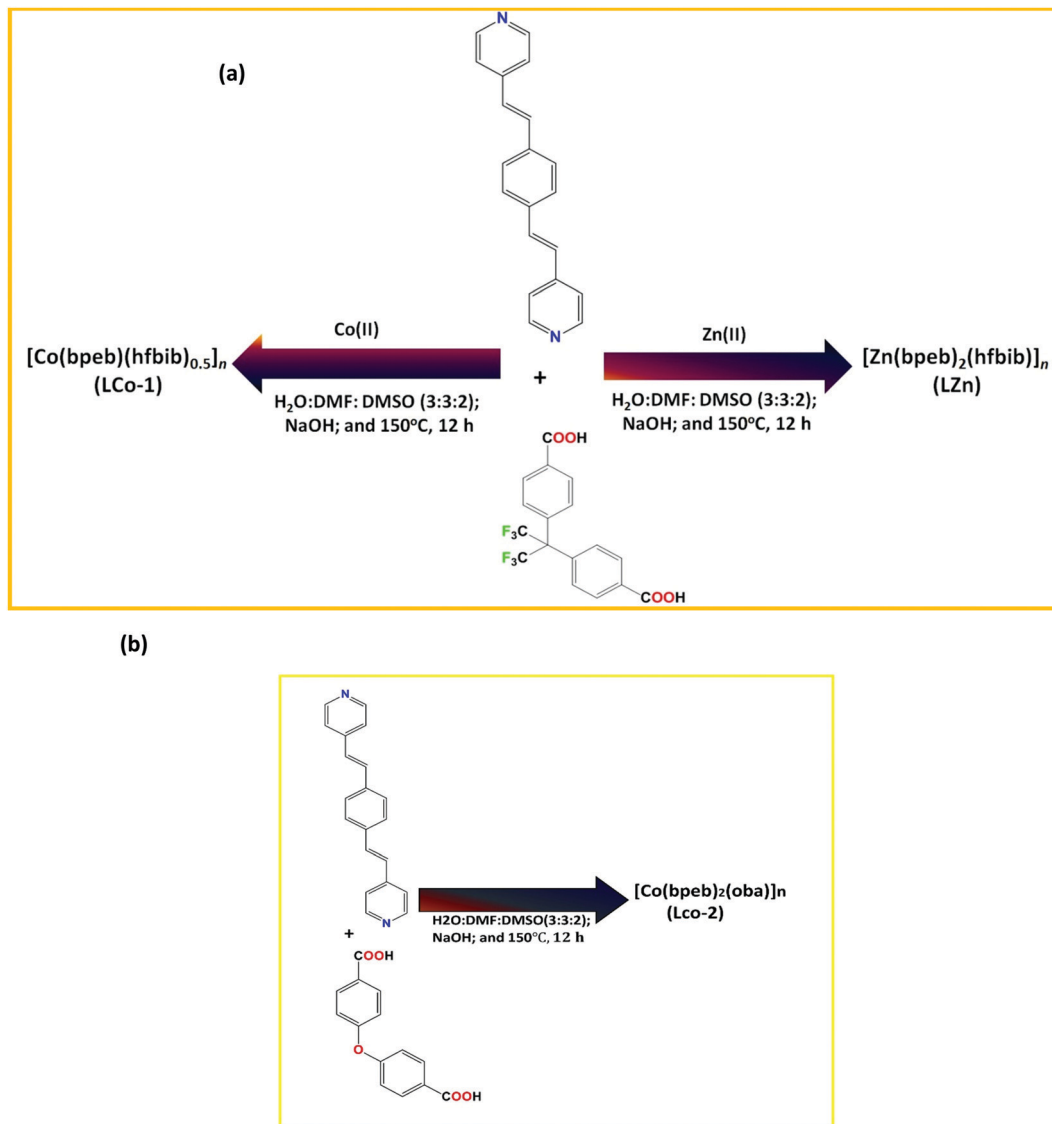 (a)
N
N
Co(II)
[Co(bpeb)(hfbib)0.5]n
(LCo-1)
H2O:DMF: DMSO (3:3:2);
NaOH; and 150oC, 12 h
+
Zn(II)
[Zn(bpeb)2(hfbib)]n
(LZn)
H2O:DMF: DMSO (3:3:2);
NaOH; and 150oC, 12 h
COOH
F3C
F3C
COOH
(b)
N
N
+
COOH
O
COOH
H2O:DMF:DMSO(3:3:2);
NaOH; and 150℃, 12 h
[Co(bpeb)2(oba)]n
(Lco-2)